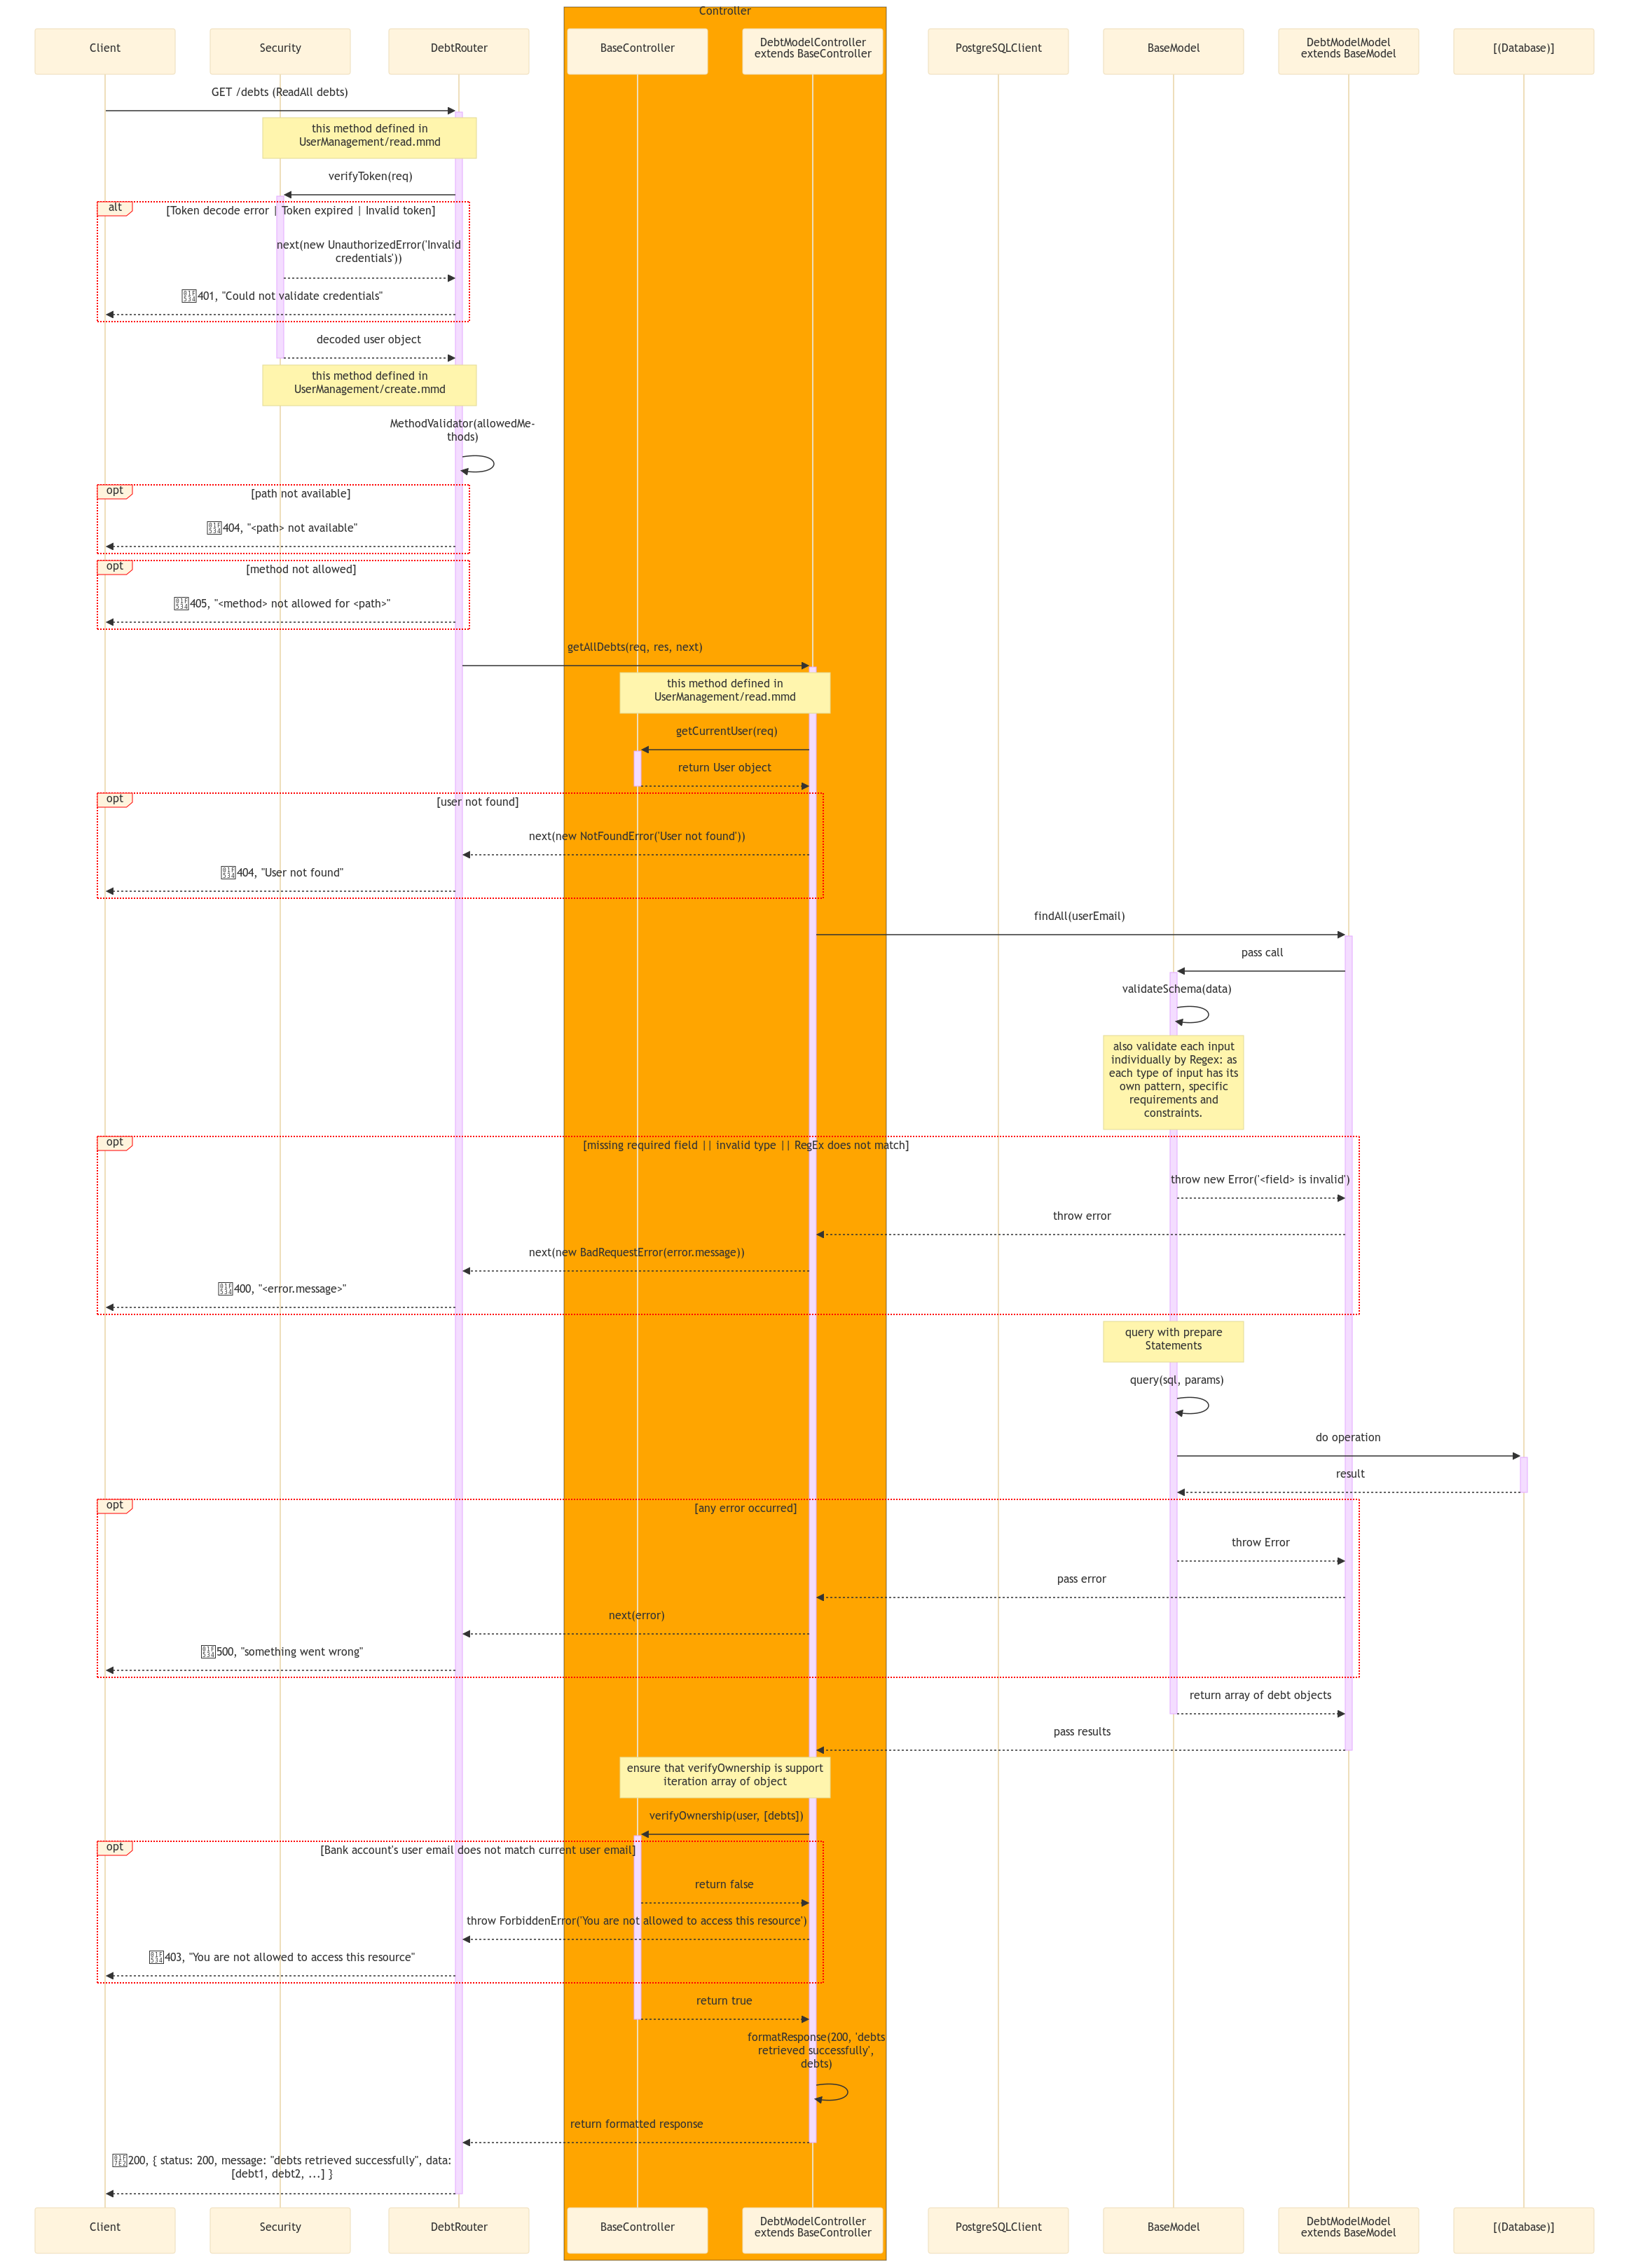 Controller
Client
Security
DebtRouter
BaseController
DebtModelController
extends BaseController
PostgreSQLClient
BaseModel
DebtModelModel
extends BaseModel
[(Database)]
GET /debts (ReadAll debts)
this method defined in
UserManagement/read.mmd
verifyToken(req)
alt
[Token decode error | Token expired | Invalid token]
next(new UnauthorizedError('Invalid
credentials'))
401, "Could not validate credentials"
decoded user object
this method defined in
UserManagement/create.mmd
MethodValidator(allowedMe-
thods)
opt
[path not available]
404, "<path> not available"
opt
[method not allowed]
405, "<method> not allowed for <path>"
getAllDebts(req, res, next)
this method defined in
UserManagement/read.mmd
getCurrentUser(req)
return User object
opt
[user not found]
next(new NotFoundError('User not found'))
404, "User not found"
findAll(userEmail)
pass call
validateSchema(data)
also validate each input
individually by Regex: as
each type of input has its
own pattern, specific
requirements and
constraints.
opt
[missing required field || invalid type || RegEx does not match]
throw new Error('<field> is invalid')
throw error
next(new BadRequestError(error.message))
400, "<error.message>"
query with prepare
Statements
query(sql, params)
do operation
result
opt
[any error occurred]
throw Error
pass error
next(error)
500, "something went wrong"
return array of debt objects
pass results
ensure that verifyOwnership is support
iteration array of object
verifyOwnership(user, [debts])
opt
[Bank account's user email does not match current user email]
return false
throw ForbiddenError('You are not allowed to access this resource')
403, "You are not allowed to access this resource"
return true
formatResponse(200, 'debts
retrieved successfully',
debts)
return formatted response
200, { status: 200, message: "debts retrieved successfully", data:
[debt1, debt2, ...] }
Client
Security
DebtRouter
BaseController
DebtModelController
extends BaseController
PostgreSQLClient
BaseModel
DebtModelModel
extends BaseModel
[(Database)]